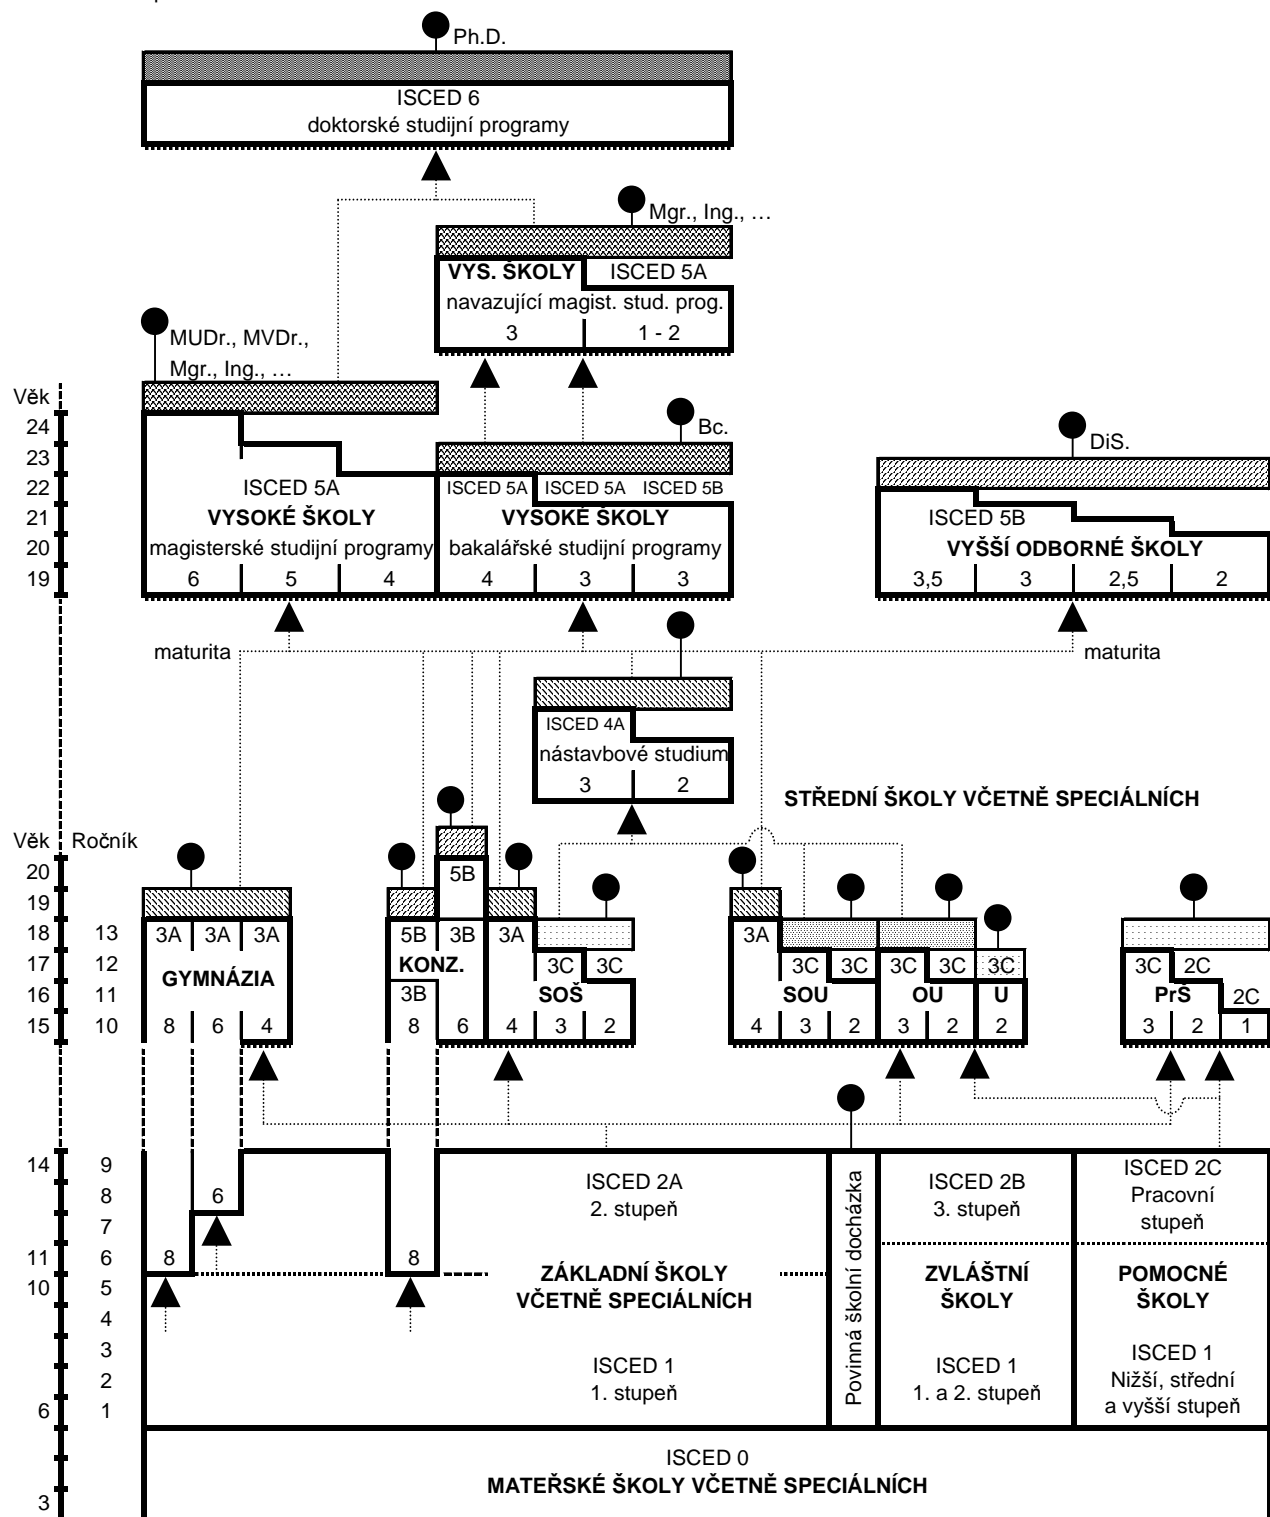 Ph.D.
ISCED 6
doktorské studijní programy
Mgr., Ing., …
VYS. ŠKOLY ISCED 5A
navazující magist. stud. prog.
3 1 - 2
MUDr., MVDr.,
Mgr., Ing., …
Věk
24
Bc.
DiS.
23
22
ISCED 5A
ISCED 5A ISCED 5A ISCED 5B
21
VYSOKÉ ŠKOLY
VYSOKÉ ŠKOLY
ISCED 5B
20
magisterské studijní programy
bakalářské studijní programy
VYŠŠÍ ODBORNÉ ŠKOLY
19
6 5 4 4 3 3 3,5 3 2,5 2
maturita
maturita
ISCED 4A
nástavbové studium
3 2
STŘEDNÍ ŠKOLY VČETNĚ SPECIÁLNÍCH
Věk Ročník
20
5B
19
18 13 3A 3A 3A 5B 3B 3A 3A
17 12 KONZ. 3C 3C 3C 3C 3C 3C 3C 3C 2C
GYMNÁZIA
16 11 3B SOŠ SOU OU U PrŠ 2C
15 10 8 6 4 8 6 4 3 2 4 3 2 3 2 2 3 2 1
14 9
ISCED 2A
ISCED 2B
ISCED 2C
8 6
2. stupeň
3. stupeň
Pracovní
stupeň
7
11 6 8 8
10 5
ZÁKLADNÍ ŠKOLY
VČETNĚ SPECIÁLNÍCH
Povinná školní docházka
ZVLÁŠTNÍ
ŠKOLY
POMOCNÉ
ŠKOLY
4
3
2
ISCED 1
1. stupeň
ISCED 1
1. a 2. stupeň
ISCED 1
Nižší, střední
a vyšší stupeň
6 1
ISCED 0
MATEŘSKÉ ŠKOLY VČETNĚ SPECIÁLNÍCH
3